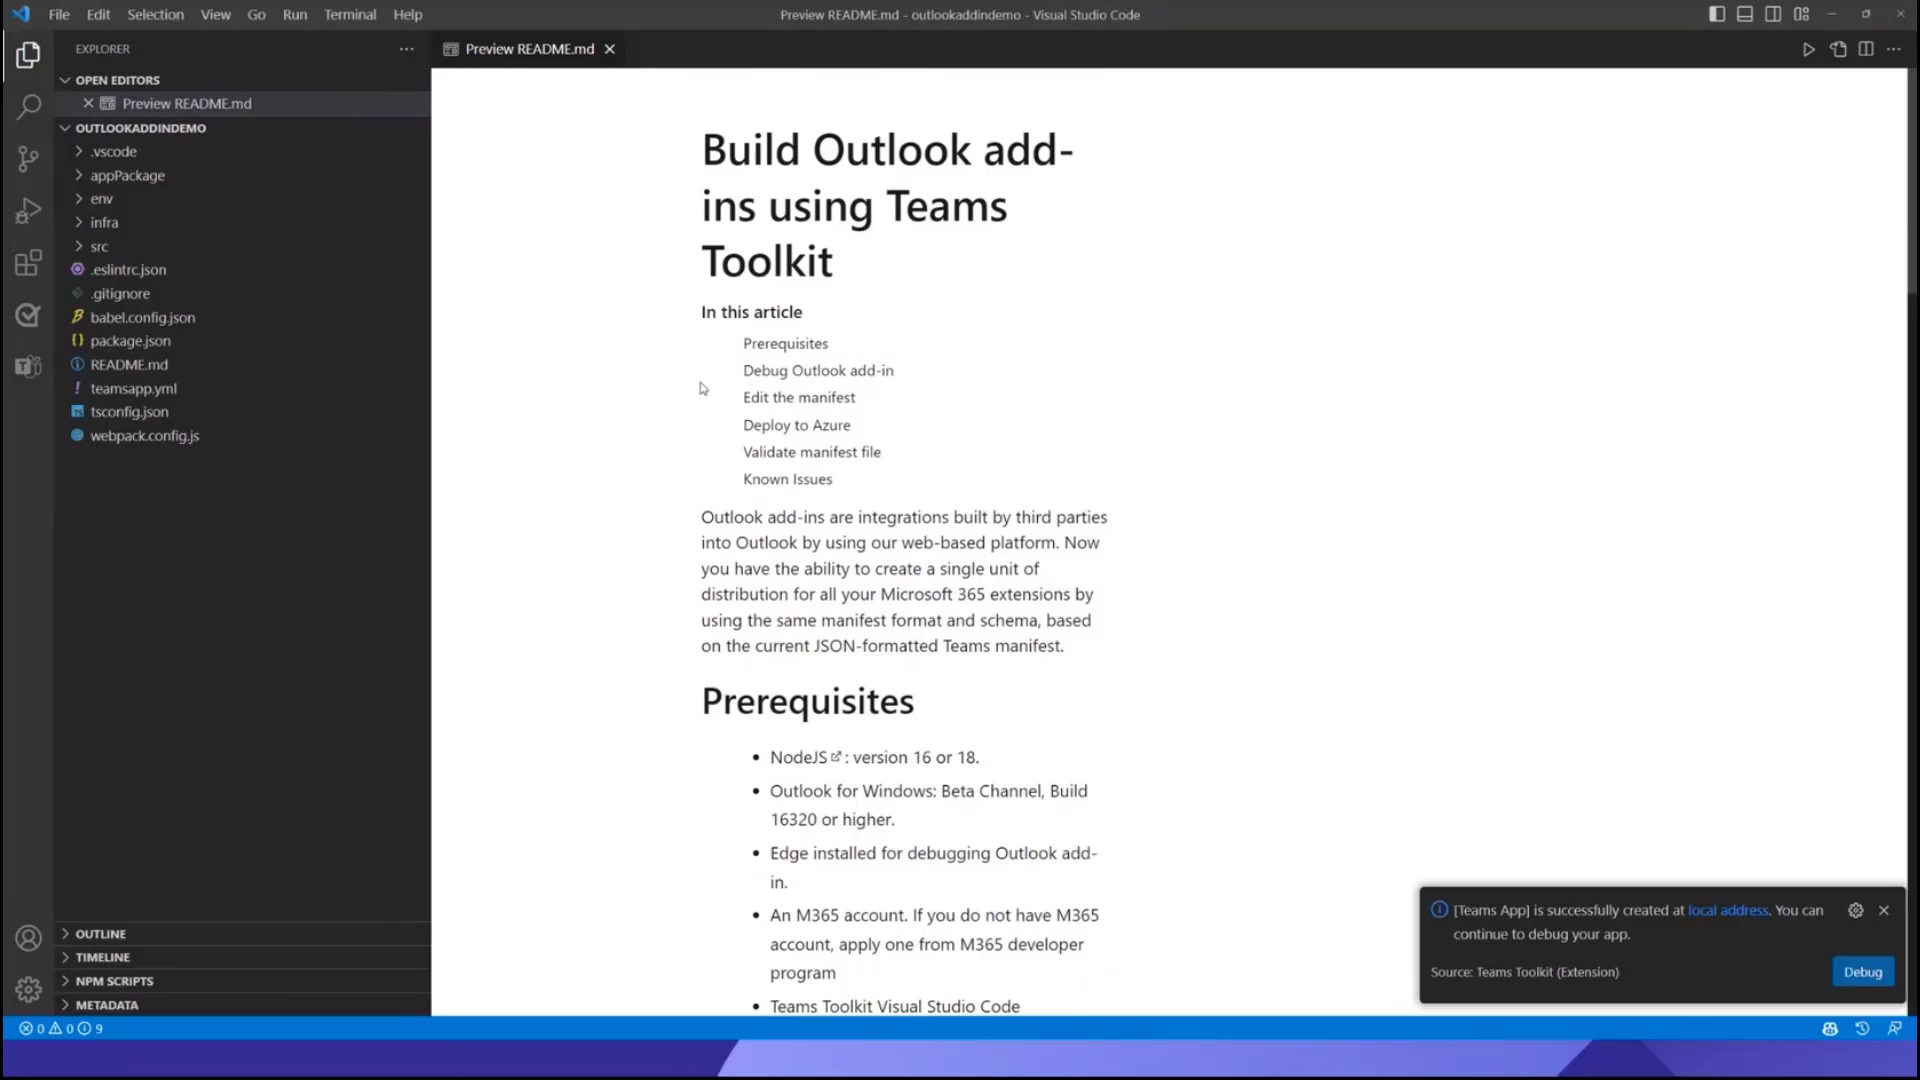 File Edit Selection View Go Run Terminal Help
Preview README.md - outlookaddindemo - Visual Studio Code
EXPLORER
Preview README.md
OPEN EDITORS
Preview README.md
OUTLOOKADDINDEMO
.vscode
appPackage
env
infra
src
.eslintrc.json
.gitignore
babel.config.json
package.json
README.md
teamsapp.yml
tsconfig.json
webpack.config.js
OUTLINE
TIMELINE
NPM SCRIPTS
METADATA
Build Outlook add-
ins using Teams
Toolkit
In this article
Prerequisites
Debug Outlook add-in
Edit the manifest
Deploy to Azure
Validate manifest file
Known Issues
Outlook add-ins are integrations built by third parties
into Outlook by using our web-based platform. Now
you have the ability to create a single unit of
distribution for all your Microsoft 365 extensions by
using the same manifest format and schema, based
on the current JSON-formatted Teams manifest.
Prerequisites
• NodeJS : version 16 or 18.
• Outlook for Windows: Beta Channel, Build
16320 or higher.
• Edge installed for debugging Outlook add-
in.
• An M365 account. If you do not have M365
account, apply one from M365 developer
program
• Teams Toolkit Visual Studio Code
[Teams App] is successfully created at local address. You can
continue to debug your app.
Source: Teams Toolkit (Extension)
Debug
0 0 9